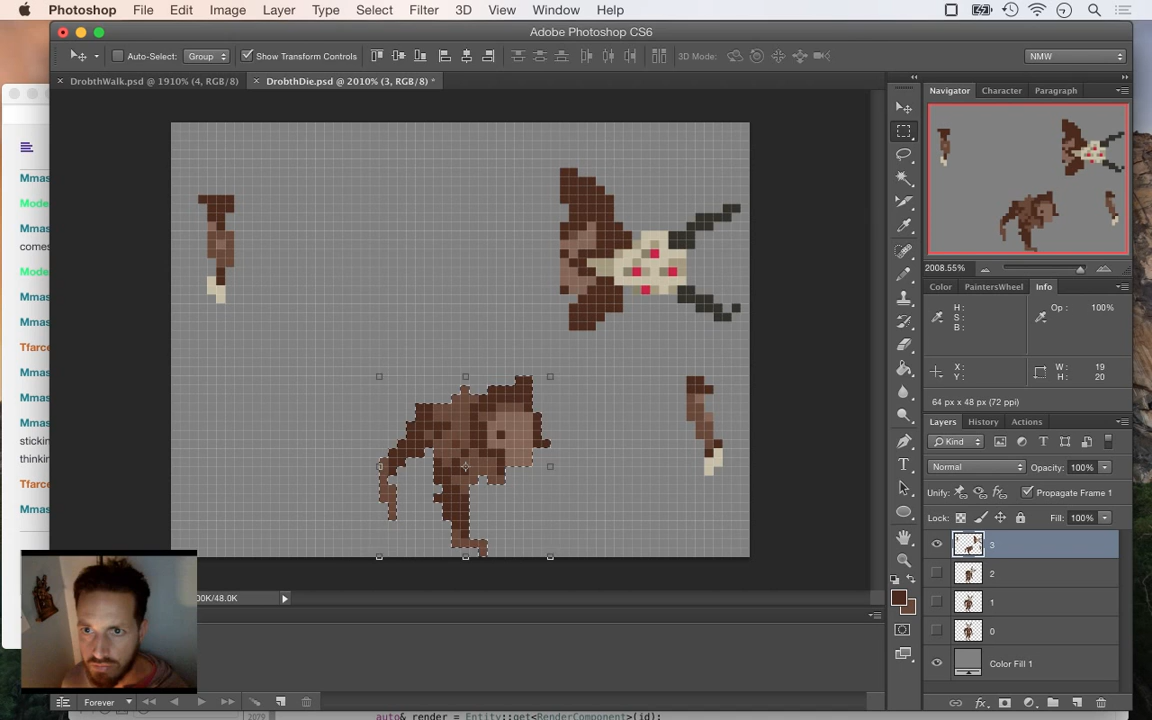 Photoshop File Edit Image Layer Type Select Filter 3D View Window Help
Adobe Photoshop CS6
Auto-Select: Group Show Transform Controls 3D Mode: NMW
DrobthWalk.psd @ 1910% (4, RGB/8) DrobthDie.psd @ 2010% (3, RGB/8) *
Navigator Character Paragraph
Mmas
Mode
Mmas
comes
Mode
Mmas
Mmas
Tfarce
Mmas
Mmas
Mmas
sticking
thinkin
Tfarce
Mmas
2008.55%
Color PaintersWheel Info
H:
S:
B:
Op: 100%
X:
Y:
W: 19
H: 20
64 px x 48 px (72 ppi)
Layers History Actions
Kind
Normal Opacity: 100%
Unify: Propagate Frame 1
Lock: Fill: 100%
3
2
1
0
Color Fill 1
00K/48.0K
Forever
2029 auto& render = Entity::get<RenderComponent>(id);